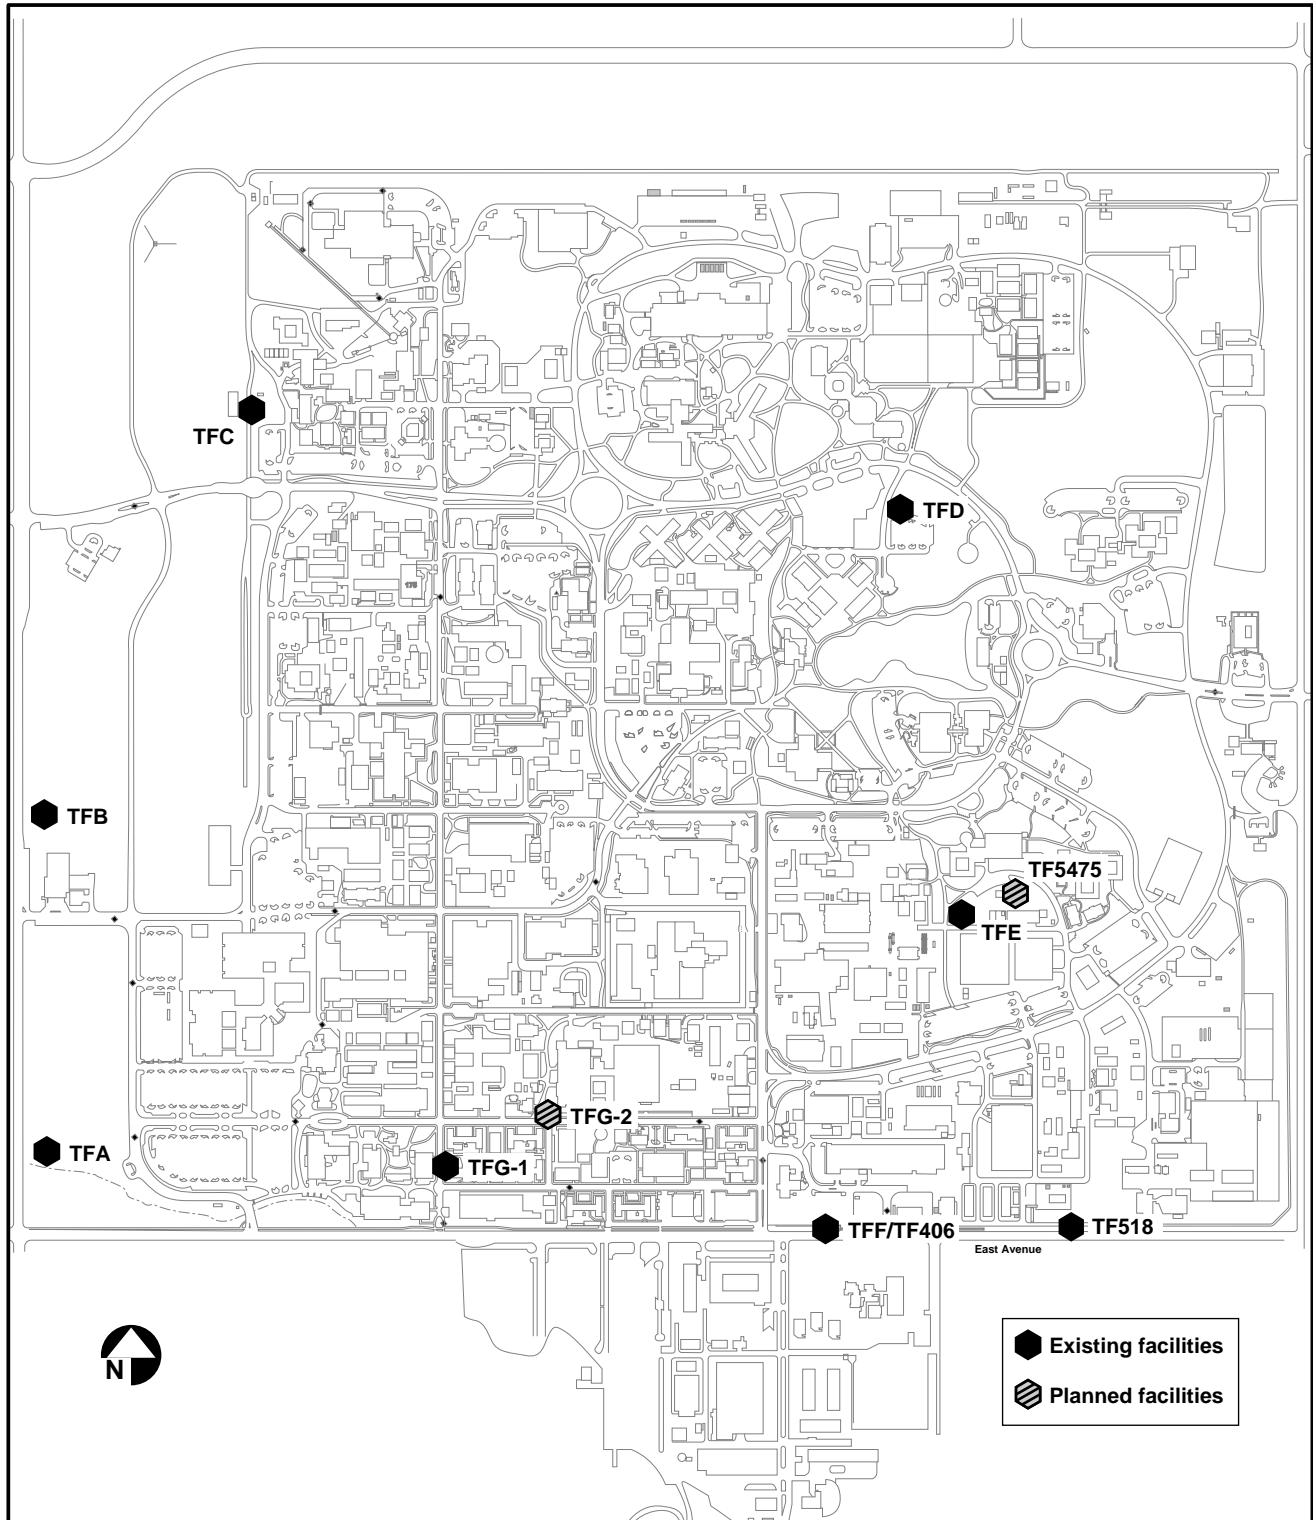 TFC
TFD
TFB
TF5475
TFE
TFG-2
TFA
TFG-1
TFF/TF406
TF518
East Avenue
N
Existing facilities
Planned facilities